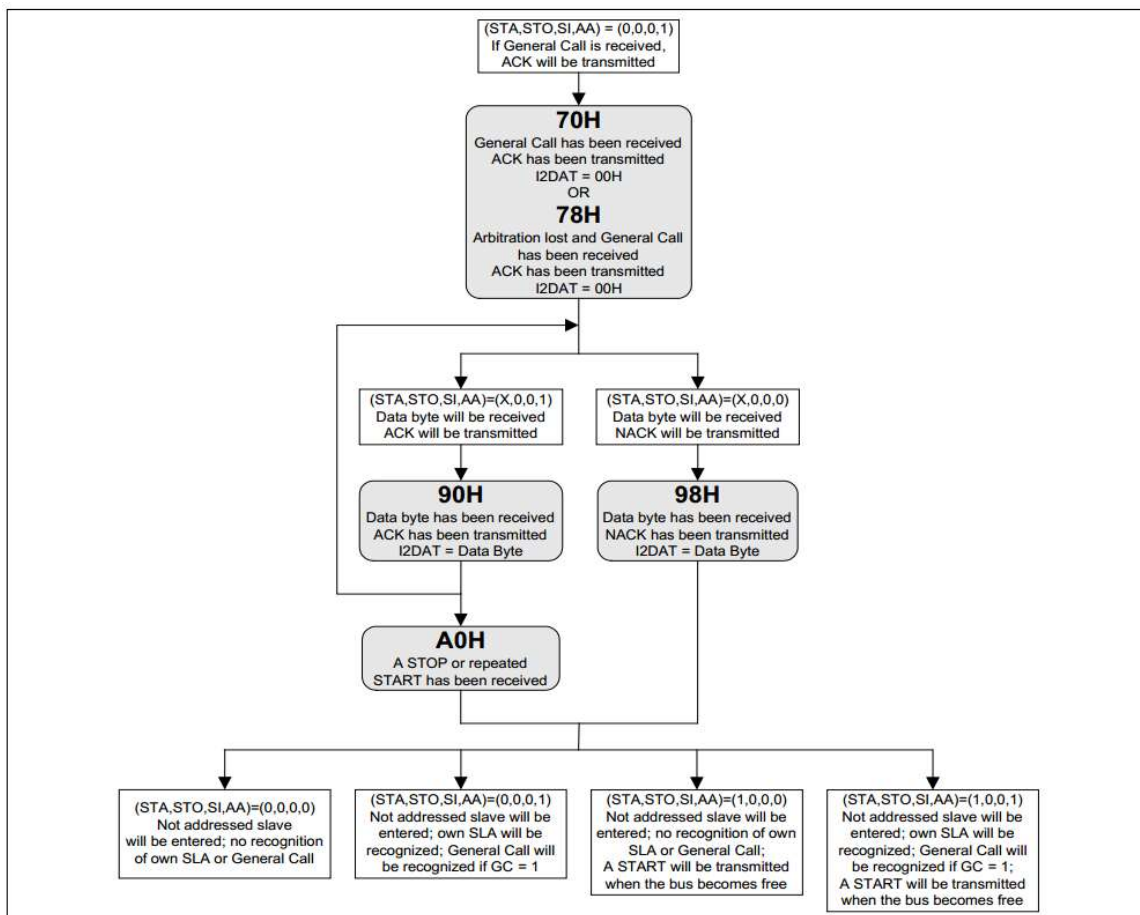 (STA,STO,SI,AA) = (0,0,0,1)
If General Call is received,
ACK will be transmitted
70H
General Call has been received
ACK has been transmitted
I2DAT = 00H
OR
78H
Arbitration lost and General Call
has been received
ACK has been transmitted
I2DAT = 00H
(STA,STO,SI,AA)=(X,0,0,1)
Data byte will be received
ACK will be transmitted
(STA,STO,SI,AA)=(X,0,0,0)
Data byte will be received
NACK will be transmitted
90H
Data byte has been received
ACK has been transmitted
I2DAT = Data Byte
98H
Data byte has been received
NACK has been transmitted
I2DAT = Data Byte
A0H
A STOP or repeated
START has been received
(STA,STO,SI,AA)=(0,0,0,0)
Not addressed slave
will be entered; no recognition
of own SLA or General Call
(STA,STO,SI,AA)=(0,0,0,1)
Not addressed slave will be
entered; own SLA will be
recognized; General Call will
be recognized if GC = 1
(STA,STO,SI,AA)=(1,0,0,0)
Not addressed slave will be
entered; no recognition of own
SLA or General Call;
A START will be transmitted
when the bus becomes free
(STA,STO,SI,AA)=(1,0,0,1)
Not addressed slave will be
entered; own SLA will be
recognized; General Call will
be recognized if GC = 1;
A START will be transmitted
when the bus becomes free